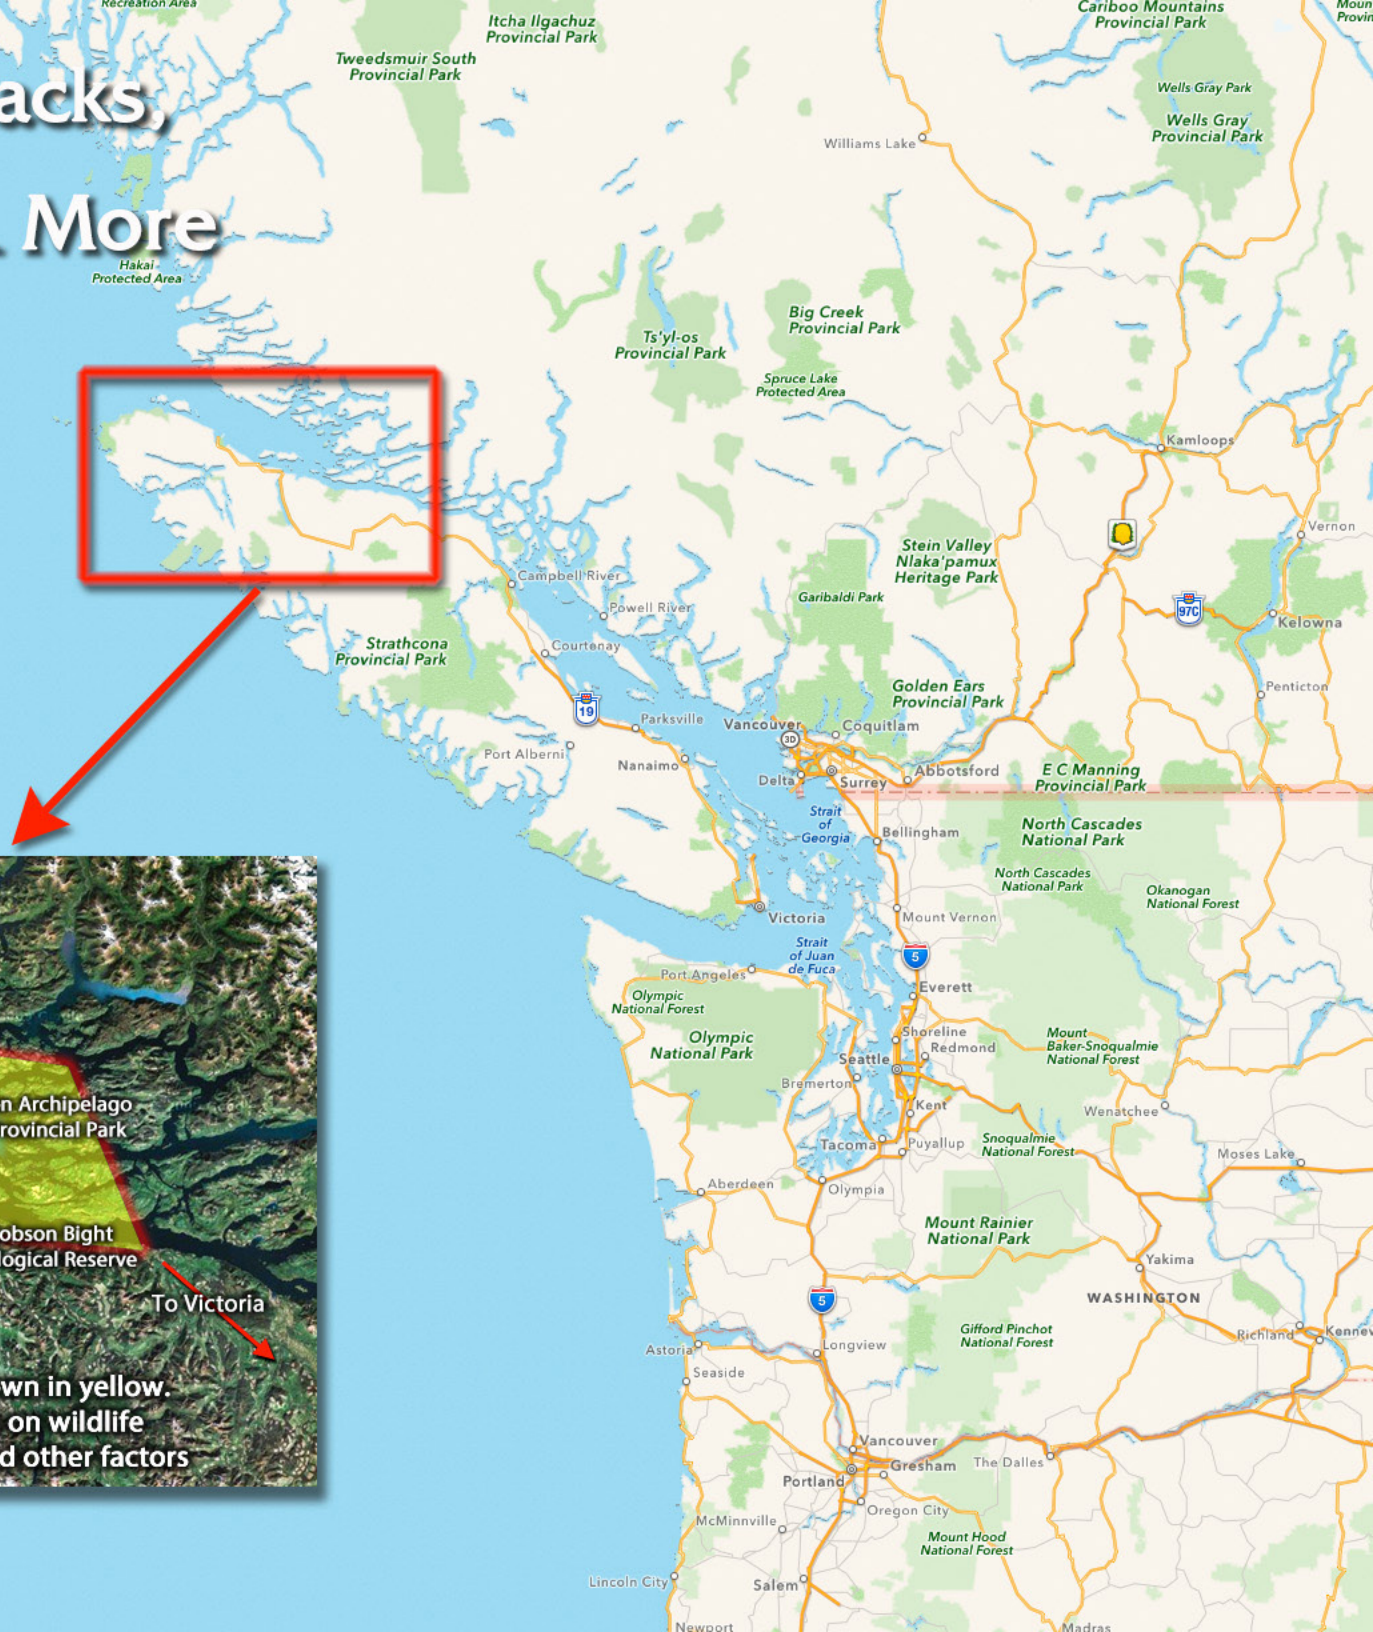 Recreation Area
Itcha Ilgachuz
Provincial Park
Cariboo Mountains
Provincial Park
Tweedsmuir South
Provincial Park
acks,
Wells Gray Park
Wells Gray
Provincial Park
Williams Lake
More
Hakai
Protected Area
Big Creek
Provincial Park
Ts'yl-os
Provincial Park
Spruce Lake
Protected Area
Kamloops
Vernon
Stein Valley
Nlaka'pamux
Heritage Park
Campbell River
Garibaldi Park
Powell River
97C
Kelowna
Strathcona
Provincial Park
Courtenay
Golden Ears
Provincial Park
Penticton
19
Parksville
Vancouver
Coquitlam
3D
Port Alberni
Nanaimo
Delta
Surrey
Abbotsford
E C Manning
Provincial Park
Strait
of
Georgia
Bellingham
North Cascades
National Park
North Cascades
National Park
Okanogan
National Forest
Victoria
Mount Vernon
Strait
of Juan
de Fuca
5
Port Angeles
Everett
Olympic
National Forest
Olympic
National Park
Shoreline
Redmond
Seattle
Mount
Baker-Snoqualmie
National Forest
Bremerton
Kent
Wenatchee
n Archipelago
rovincial Park
Tacoma
Puyallup
Snoqualmie
National Forest
Moses Lake
Aberdeen
Olympia
obson Bight
logical Reserve
Mount Rainier
National Park
Yakima
To Victoria
5
WASHINGTON
Gifford Pinchot
National Forest
Richland
Kennew
Astoria
Longview
Seaside
wn in yellow.
on wildlife
d other factors
Vancouver
Portland
Gresham
The Dalles
Oregon City
McMinnville
Mount Hood
National Forest
Lincoln City
Salem
Newport
Madras